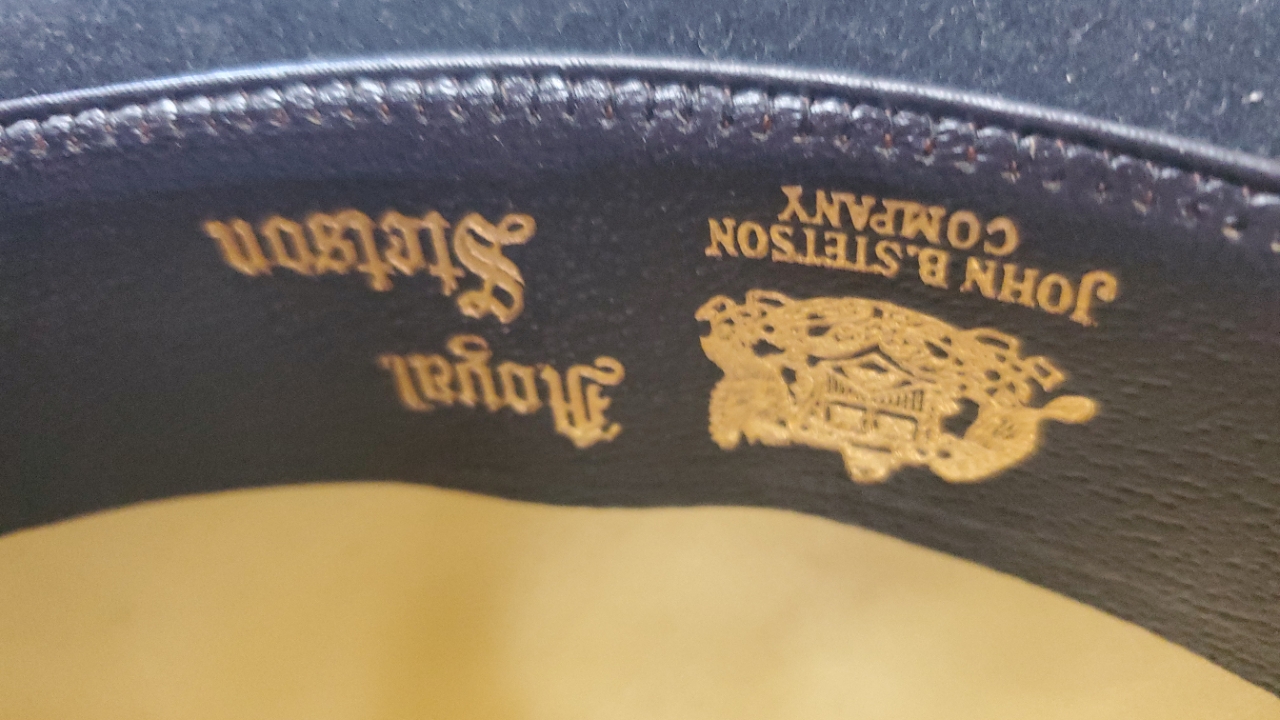 Royal
Stetson
JOHN B. STETSON
COMPANY